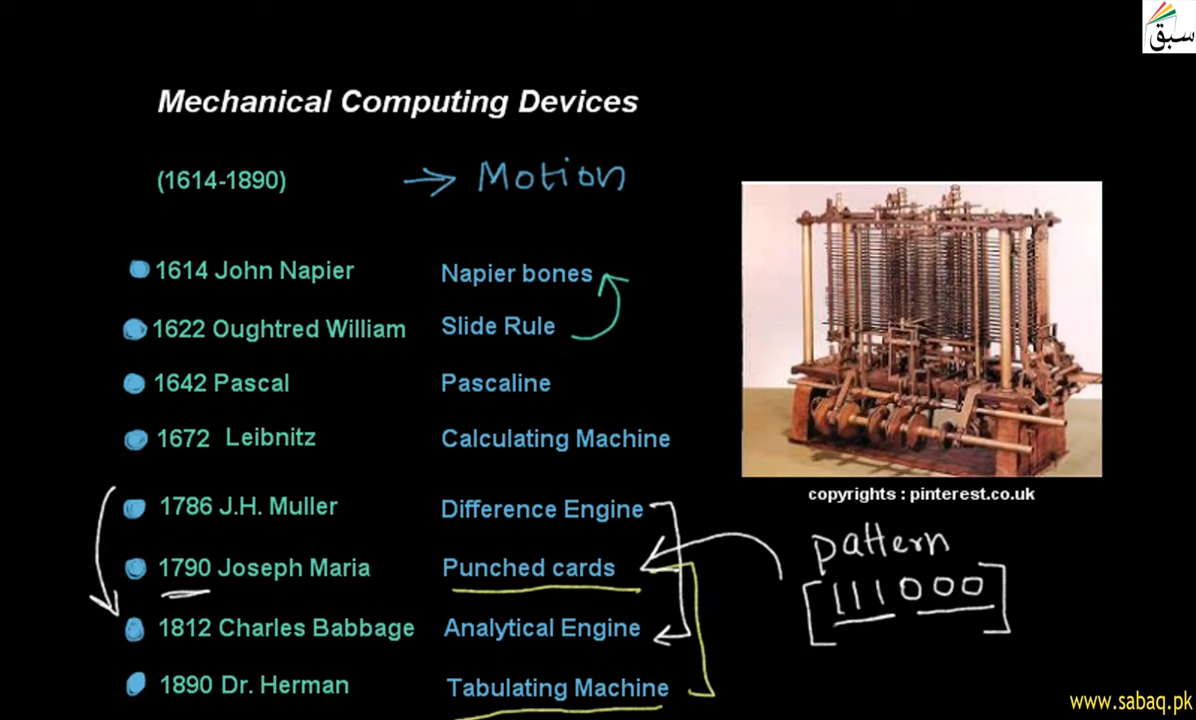 سبق
Mechanical Computing Devices
(1614-1890) → Motion
1614 John Napier Napier bones
1622 Oughtred William Slide Rule
1642 Pascal Pascaline
1672 Leibnitz Calculating Machine
1786 J.H. Muller Difference Engine
1790 Joseph Maria Punched cards
1812 Charles Babbage Analytical Engine
1890 Dr. Herman Tabulating Machine
copyrights : pinterest.co.uk
pattern
[111000]
www.sabaq.pk